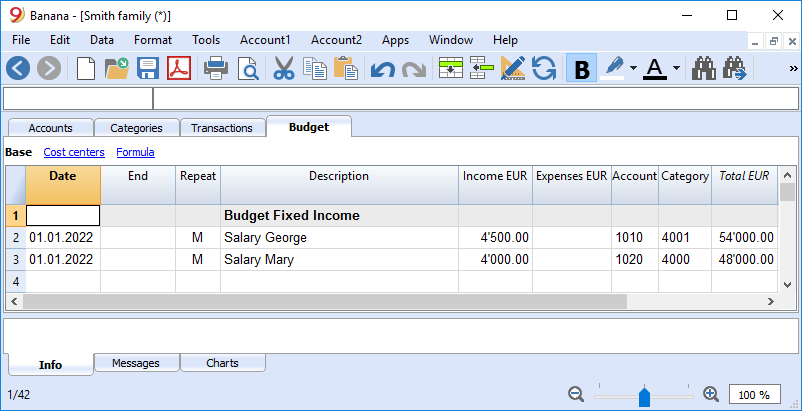 Banana - [Smith family (*)]
File Edit Data Format Tools Account1 Account2 Apps Window Help
B A »
Accounts Categories Transactions Budget
Base Cost centers Formula
Date End Repeat Description Income EUR Expenses EUR Account Category Total EUR
1 Budget Fixed Income
2 01.01.2022 M Salary George 4'500.00 1010 4001 54'000.00
3 01.01.2022 M Salary Mary 4'000.00 1020 4000 48'000.00
4
Info Messages Charts
1/42 100 %